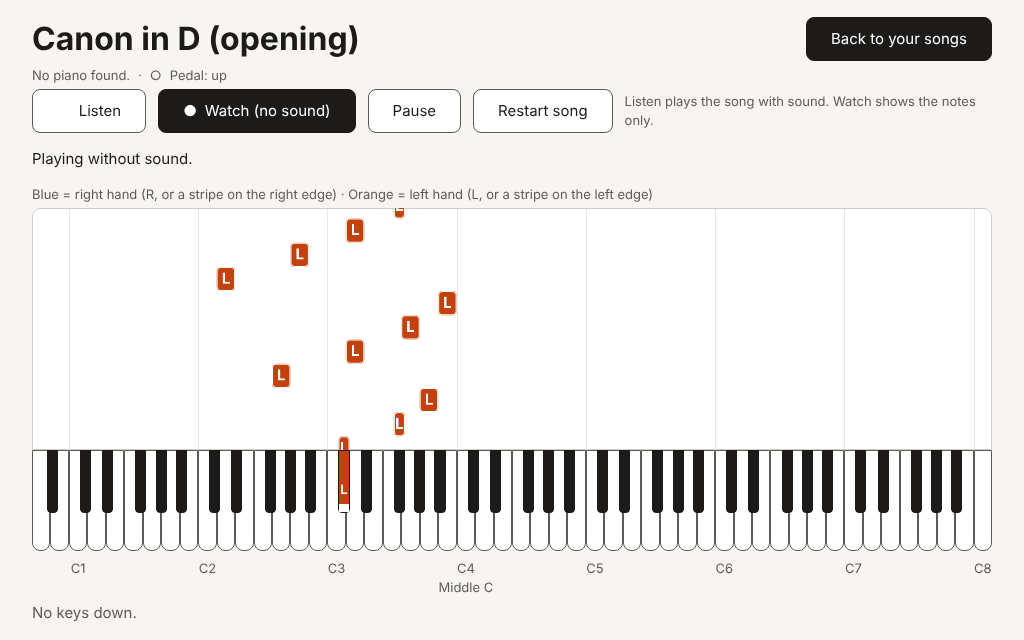 Canon in D (opening)
Back to your songs
No piano found. · Pedal: up
Listen
Watch (no sound)
Pause
Restart song
Listen plays the song with sound. Watch shows the notes
only.
Playing without sound.
Blue = right hand (R, or a stripe on the right edge) · Orange = left hand (L, or a stripe on the left edge)
L
L
L
L
L
L
L
L
L
L
L
L
C1 C2 C3 C4 C5 C6 C7 C8
Middle C
No keys down.